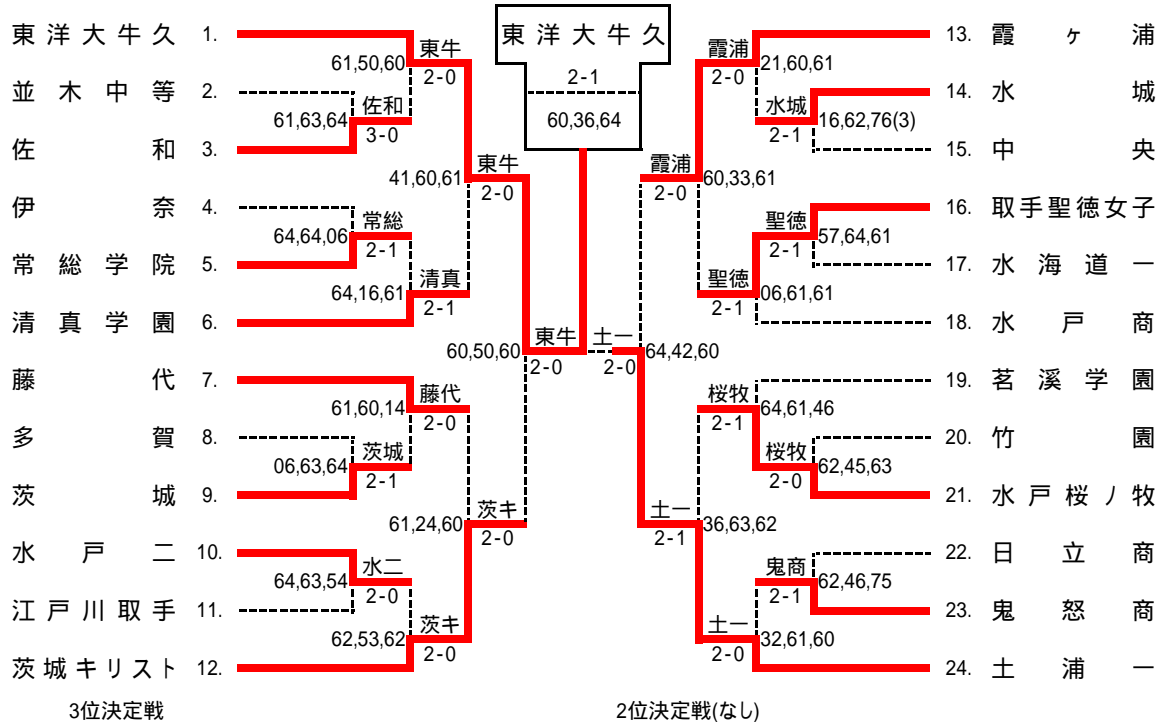 東洋大牛久 1.
並木中等 2.
佐和 3.
伊奈 4.
常総学院 5.
清真学園 6.
藤代 7.
多賀 8.
茨城 9.
水戸二 10.
江戸川取手 11.
茨城キリスト 12.
東牛
61,50,60
2-0
佐和
61,63,64
3-0
東牛
41,60,61
2-0
常総
64,64,06
2-1
清真
64,16,61
2-1
東牛
60,50,60
2-0
藤代
61,60,14
2-0
茨城
06,63,64
2-1
茨キ
61,24,60
2-0
水二
64,63,54
2-0
茨キ
62,53,62
2-0
東洋大牛久
2-1
60,36,64
霞浦
21,60,61
2-0
水城
16,62,76(3)
2-1
霞浦
60,33,61
2-0
聖徳
57,64,61
2-1
聖徳
06,61,61
2-1
土一
64,42,60
2-0
桜牧
64,61,46
2-1
桜牧
62,45,63
2-0
土一
36,63,62
2-1
鬼商
62,46,75
2-1
土一
32,61,60
2-0
13. 霞ヶ浦
14. 水城
15. 中央
16. 取手聖徳女子
17. 水海道一
18. 水戸商
19. 茗溪学園
20. 竹園
21. 水戸桜ノ牧
22. 日立商
23. 鬼怒商
24. 土浦一
3位決定戦
2位決定戦(なし)